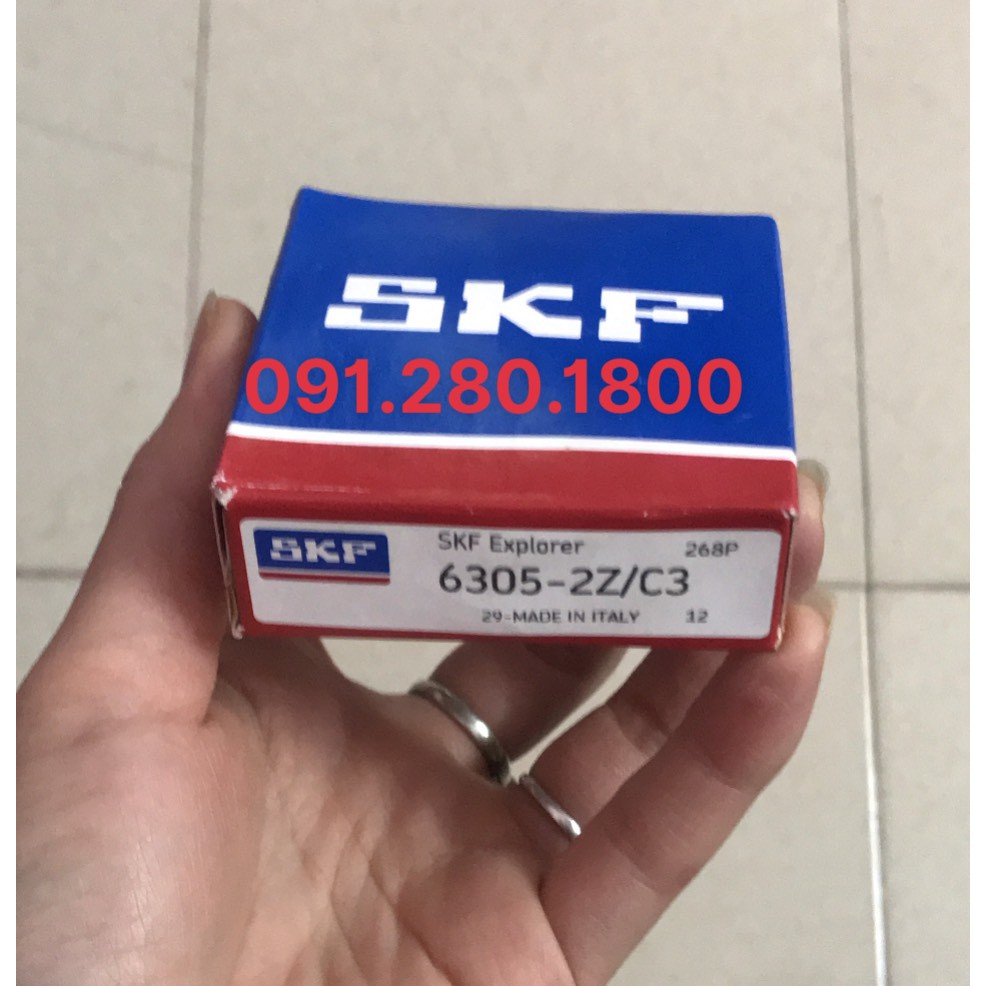 SKF
091.280.1800
SKF
SKF Explorer 268P
6305-2Z/C3
29-MADE IN ITALY 12